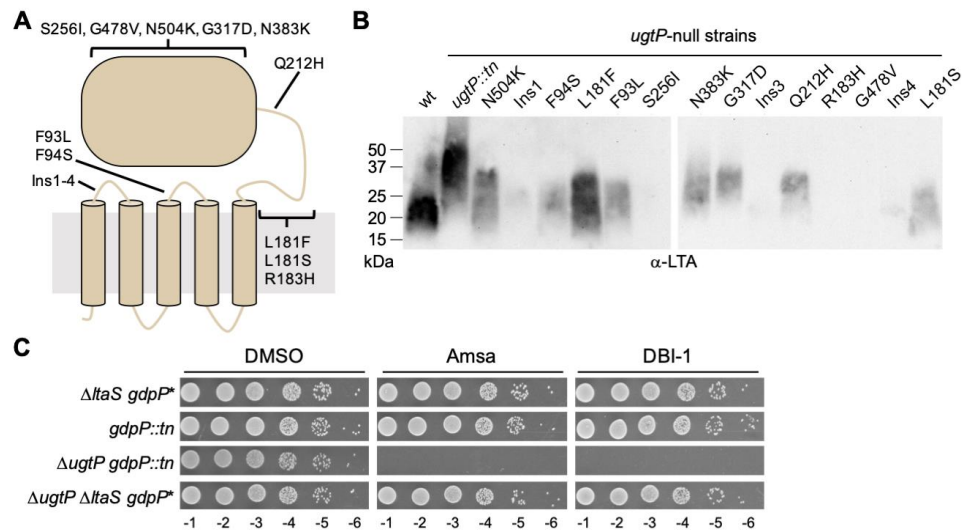 A
S256I, G478V, N504K, G317D, N383K
Q212H
F93L
F94S
Ins1-4
L181F
L181S
R183H
B
ugtP-null strains
wt
ugtP::tn
N504K
Ins1
F94S
L181F
F93L
S256I
N383K
G317D
Ins3
Q212H
R183H
G478V
Ins4
L181S
50
37
25
20
15
kDa
α-LTA
C
DMSO
Amsa
DBI-1
ΔltaS gdpP*
gdpP::tn
ΔugtP gdpP::tn
ΔugtP ΔltaS gdpP*
-1 -2 -3 -4 -5 -6 -1 -2 -3 -4 -5 -6 -1 -2 -3 -4 -5 -6